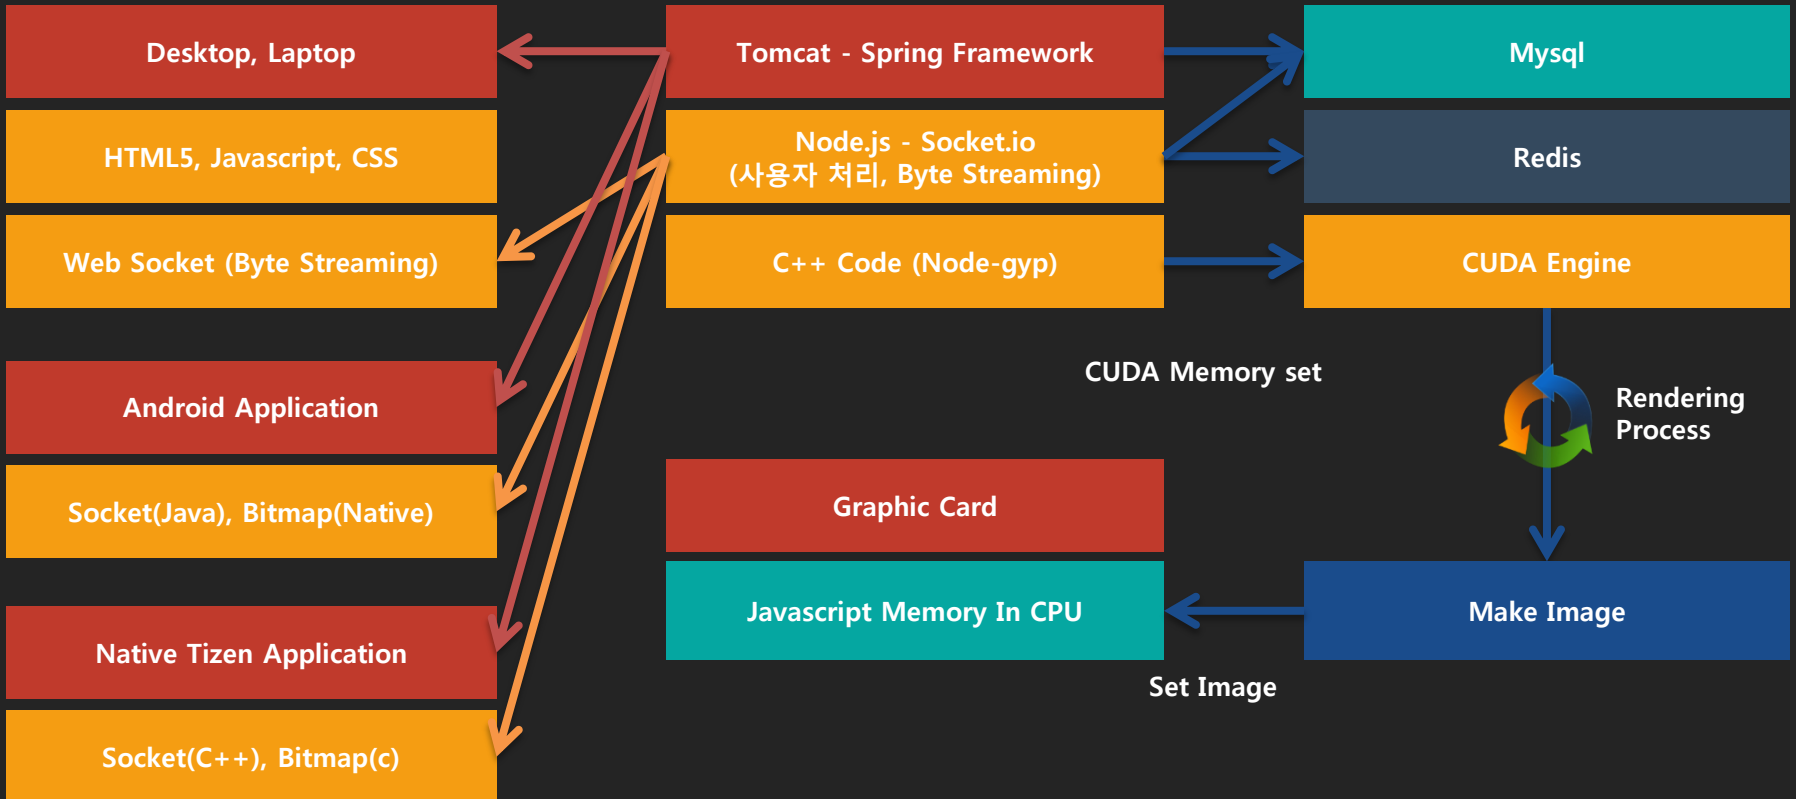 Desktop, Laptop
Tomcat - Spring Framework
Mysql
HTML5, Javascript, CSS
Node.js - Socket.io
(사용자 처리, Byte Streaming)
Redis
Web Socket (Byte Streaming)
C++ Code (Node-gyp)
CUDA Engine
CUDA Memory set
Rendering
Process
Android Application
Graphic Card
Socket(Java), Bitmap(Native)
Javascript Memory In CPU
Make Image
Native Tizen Application
Set Image
Socket(C++), Bitmap(c)